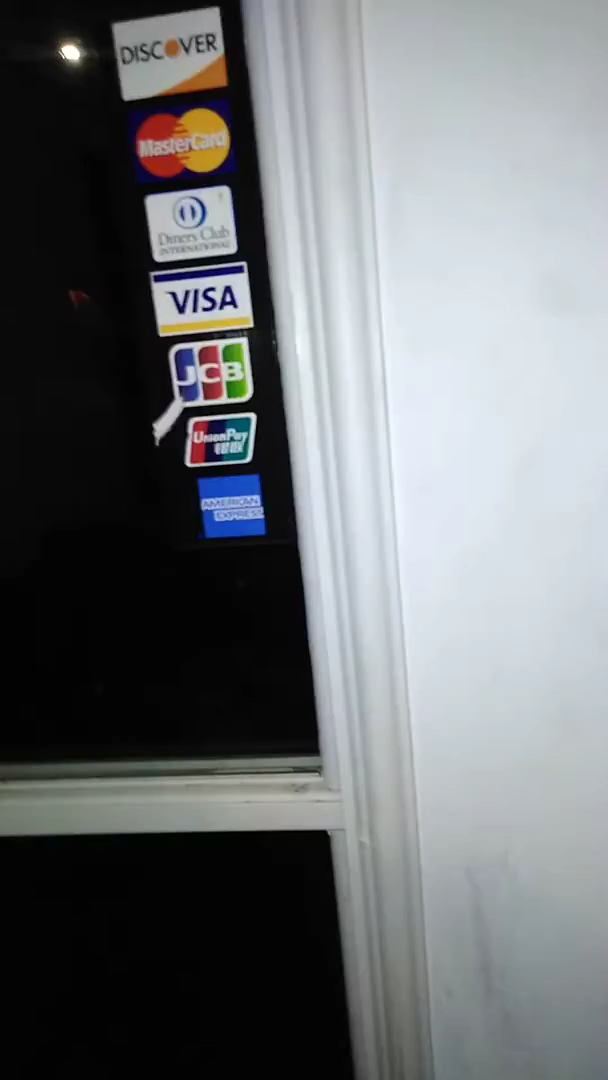 DISCOVER
MasterCard
Diners Club
INTERNATIONAL
VISA
JCB
UnionPay
银联
AMERICAN
EXPRESS